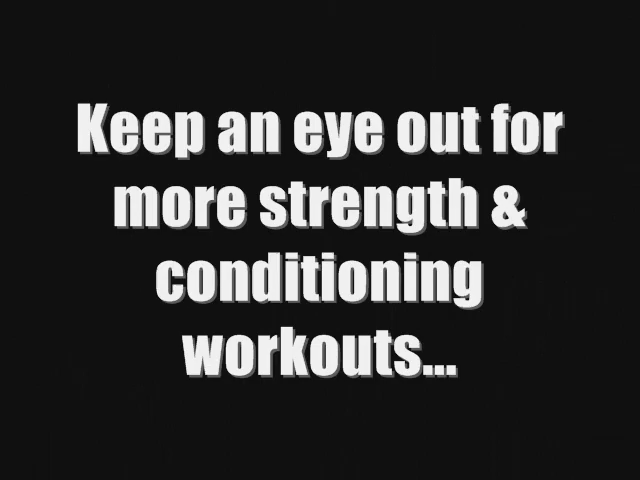 Keep an eye out for
more strength &
conditioning
workouts...